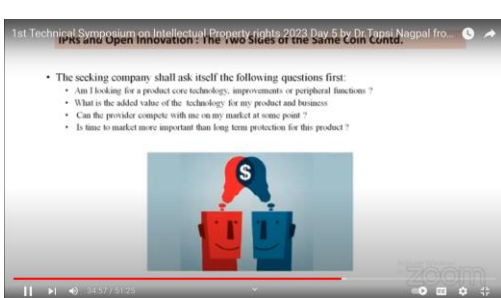 1st Technical Symposium on Intellectual Property rights 2023 Day 5 by Dr.Tapsi Nagpal fro...
IPRs and Open Innovation : The Two Sides of the Same Coin Contd.
• The seeking company shall ask itself the following questions first:
• Am I looking for a product core technology, improvements or peripheral functions ?
• What is the added value of the technology for my product and business
• Can the provider compete with me on my market at some point ?
• Is time to market more important than long term protection for this product ?
$
zoom
34:57 / 51:25